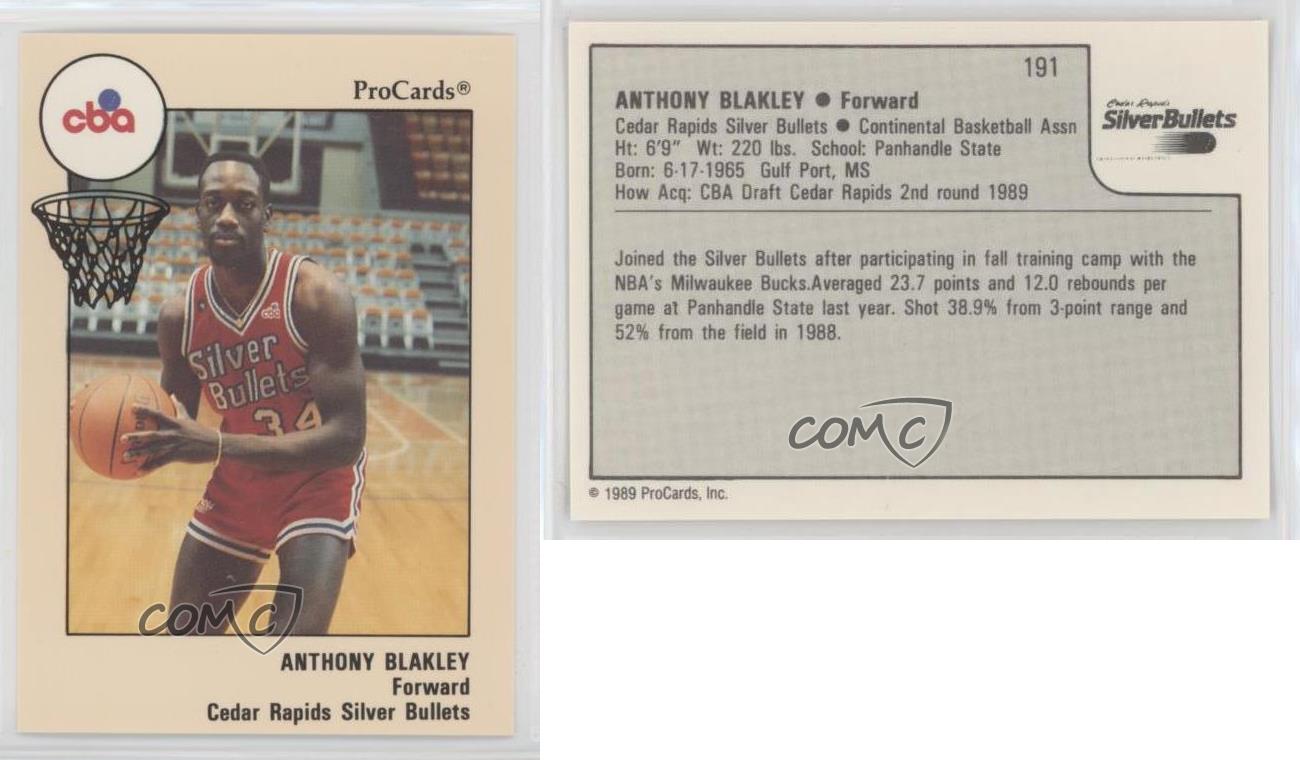 cba
ProCards®
cba
Silver
Bullets
34
COMC
ANTHONY BLAKLEY
Forward
Cedar Rapids Silver Bullets
191
ANTHONY BLAKLEY ● Forward
Cedar Rapids Silver Bullets ● Continental Basketball Assn
Ht: 6'9" Wt: 220 lbs. School: Panhandle State
Born: 6-17-1965 Gulf Port, MS
How Acq: CBA Draft Cedar Rapids 2nd round 1989
Cedar Rapids
SilverBullets
Joined the Silver Bullets after participating in fall training camp with the
NBA's Milwaukee Bucks.Averaged 23.7 points and 12.0 rebounds per
game at Panhandle State last year. Shot 38.9% from 3-point range and
52% from the field in 1988.
COMC
© 1989 ProCards, Inc.